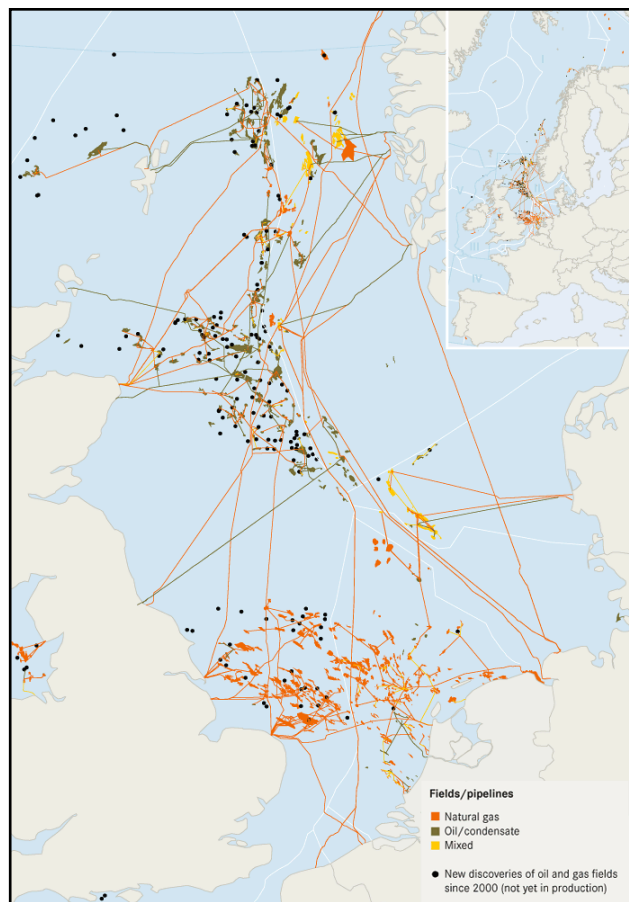 Fields/pipelines
Natural gas
Oil/condensate
Mixed
New discoveries of oil and gas fields
since 2000 (not yet in production)